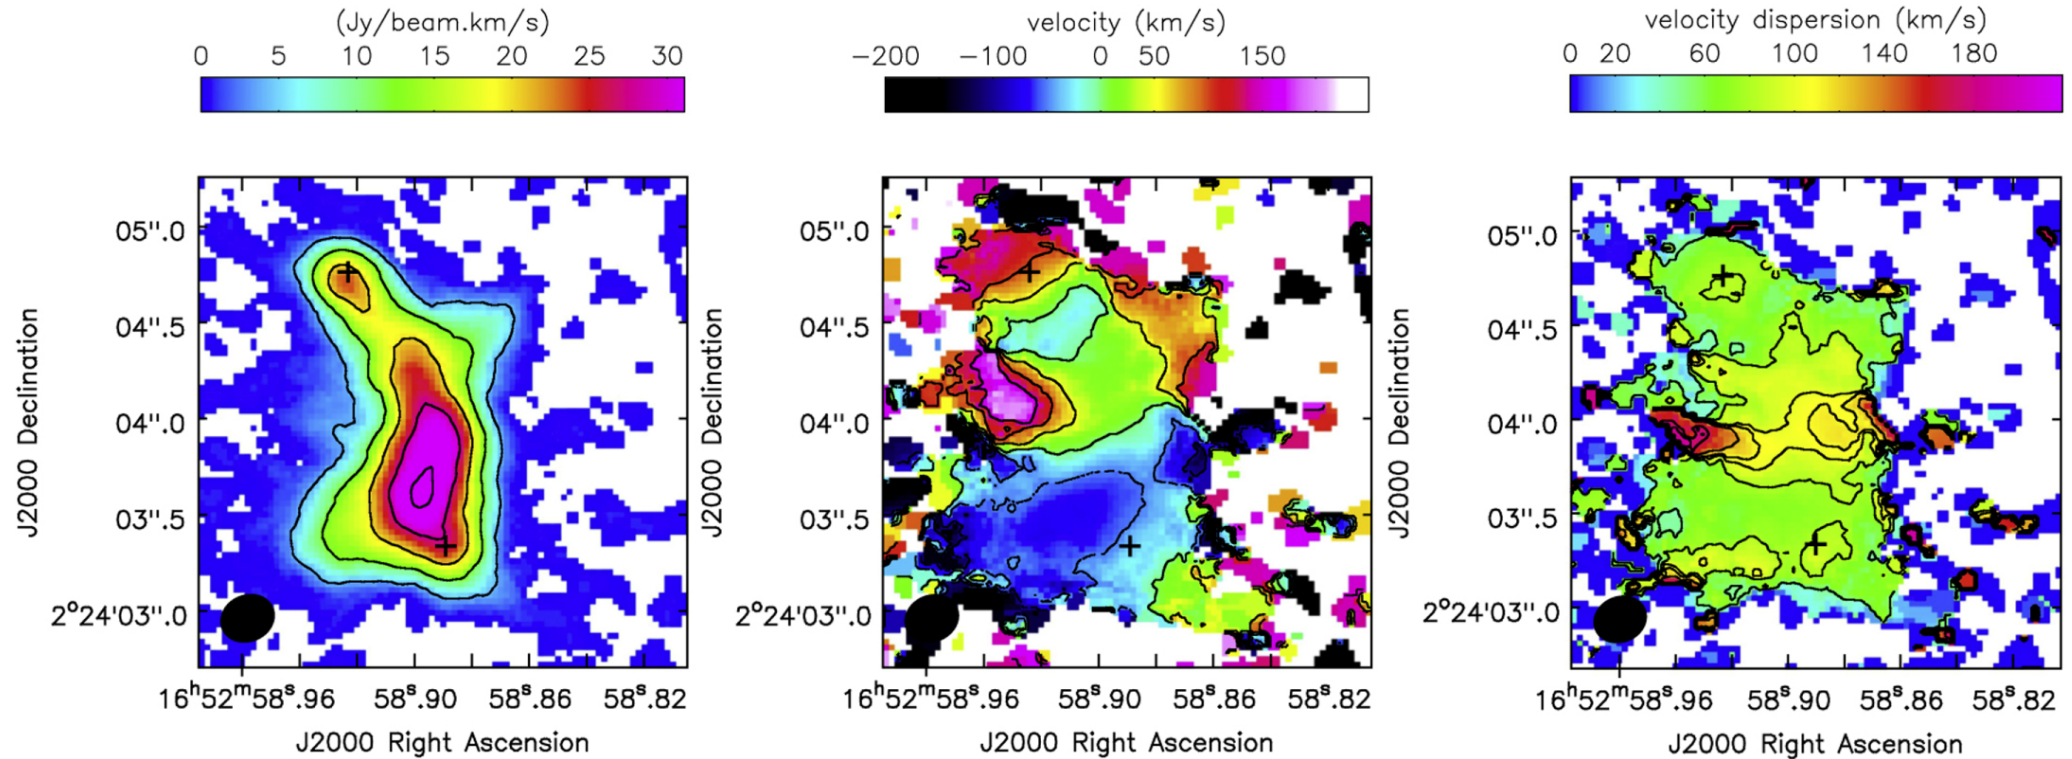 (Jy/beam.km/s)
0 5 10 15 20 25 30
velocity (km/s)
−200 −100 0 50 150
velocity dispersion (km/s)
0 20 60 100 140 180
J2000 Declination
05".0
04".5
04".0
03".5
2°24'03".0
16ʰ52ᵐ58ˢ.96 58ˢ.90 58ˢ.86 58ˢ.82
J2000 Right Ascension
J2000 Declination
05".0
04".5
04".0
03".5
2°24'03".0
16ʰ52ᵐ58ˢ.96 58ˢ.90 58ˢ.86 58ˢ.82
J2000 Right Ascension
J2000 Declination
05".0
04".5
04".0
03".5
2°24'03".0
16ʰ52ᵐ58ˢ.96 58ˢ.90 58ˢ.86 58ˢ.82
J2000 Right Ascension